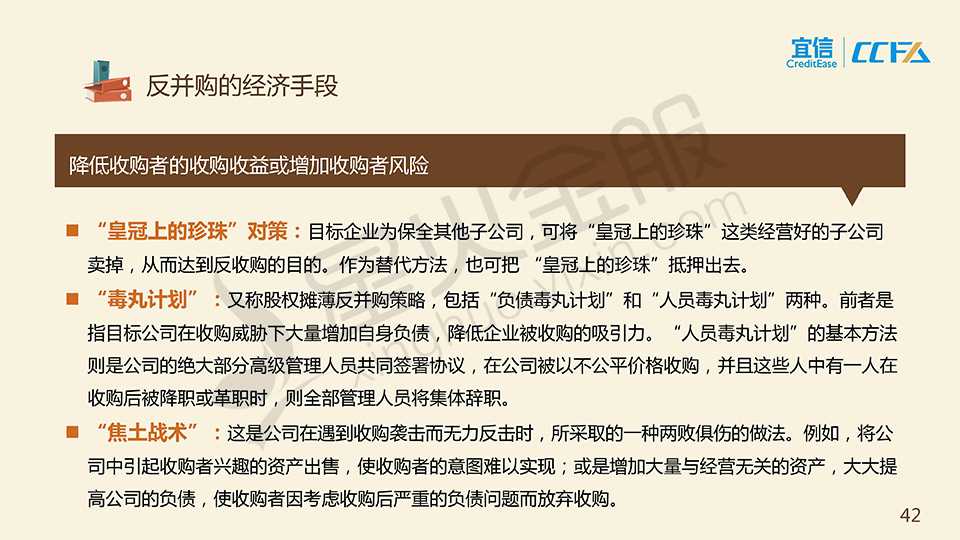 宜信
CreditEase
CCFA
反并购的经济手段
降低收购者的收购收益或增加收购者风险
“皇冠上的珍珠”对策：目标企业为保全其他子公司，可将“皇冠上的珍珠”这类经营好的子公司
卖掉，从而达到反收购的目的。作为替代方法，也可把 “皇冠上的珍珠”抵押出去。
“毒丸计划”：又称股权摊薄反并购策略，包括“负债毒丸计划”和“人员毒丸计划”两种。前者是
指目标公司在收购威胁下大量增加自身负债，降低企业被收购的吸引力。“人员毒丸计划”的基本方法
则是公司的绝大部分高级管理人员共同签署协议，在公司被以不公平价格收购，并且这些人中有一人在
收购后被降职或革职时，则全部管理人员将集体辞职。
“焦土战术”：这是公司在遇到收购袭击而无力反击时，所采取的一种两败俱伤的做法。例如，将公
司中引起收购者兴趣的资产出售，使收购者的意图难以实现；或是增加大量与经营无关的资产，大大提
高公司的负债，使收购者因考虑收购后严重的负债问题而放弃收购。
星火金服
xinghuo.yixin.com
42